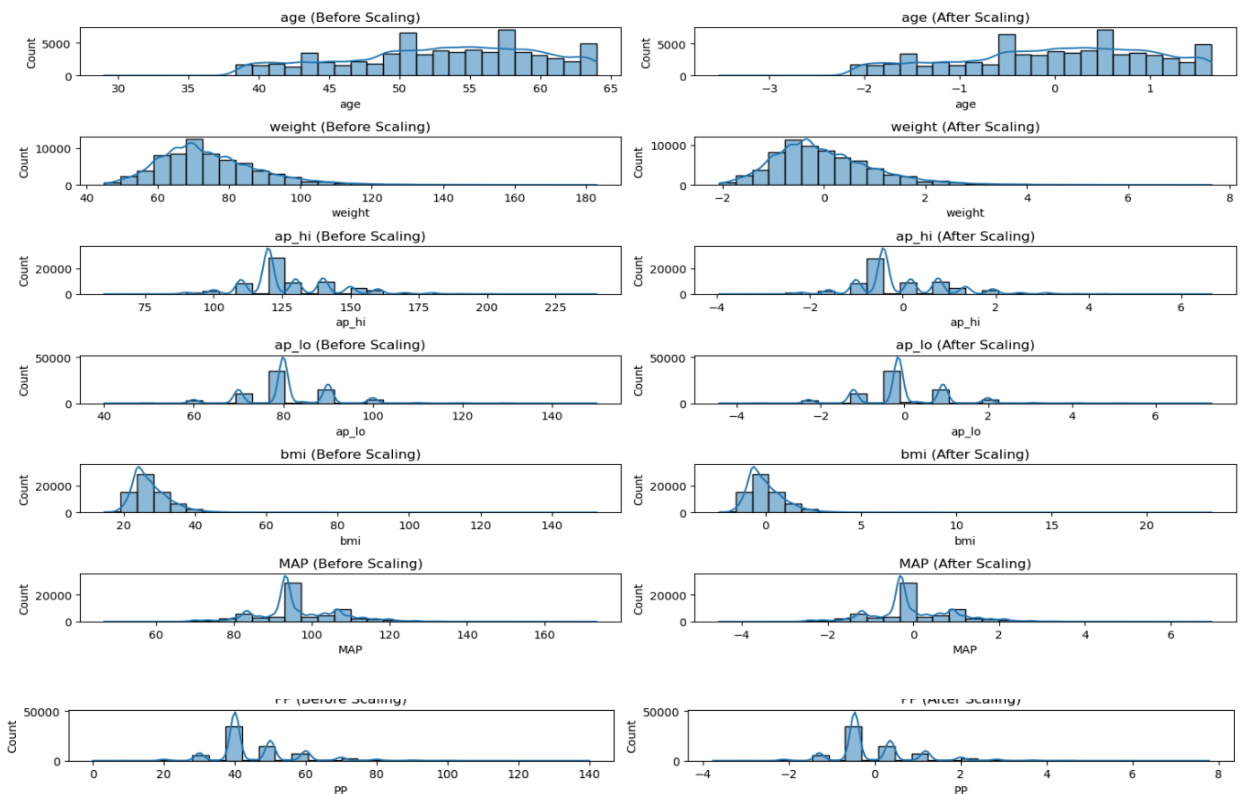 age (Before Scaling) age (After Scaling)
Count 5000 0 Count 5000 0
30 35 40 45 50 55 60 65 −3 −2 −1 0 1
age age
weight (Before Scaling) weight (After Scaling)
Count 10000 0 Count 10000 0
40 60 80 100 120 140 160 180 −2 0 2 4 6 8
weight weight
ap_hi (Before Scaling) ap_hi (After Scaling)
Count 20000 0 Count 20000 0
75 100 125 150 175 200 225 −4 −2 0 2 4 6
ap_hi ap_hi
ap_lo (Before Scaling) ap_lo (After Scaling)
Count 50000 25000 0 Count 25000 0
40 60 80 100 120 140 −4 −2 0 2 4 6
ap_lo ap_lo
bmi (Before Scaling) bmi (After Scaling)
Count 20000 0 Count 20000 0
20 40 60 80 100 120 140 0 5 10 15 20
bmi bmi
MAP (Before Scaling) MAP (After Scaling)
Count 20000 0 Count 20000 0
60 80 100 120 140 160 −4 −2 0 2 4 6
MAP MAP
PP (Before Scaling) PP (After Scaling)
Count 50000 0 Count 50000 0
0 20 40 60 80 100 120 140 −4 −2 0 2 4 6 8
PP PP